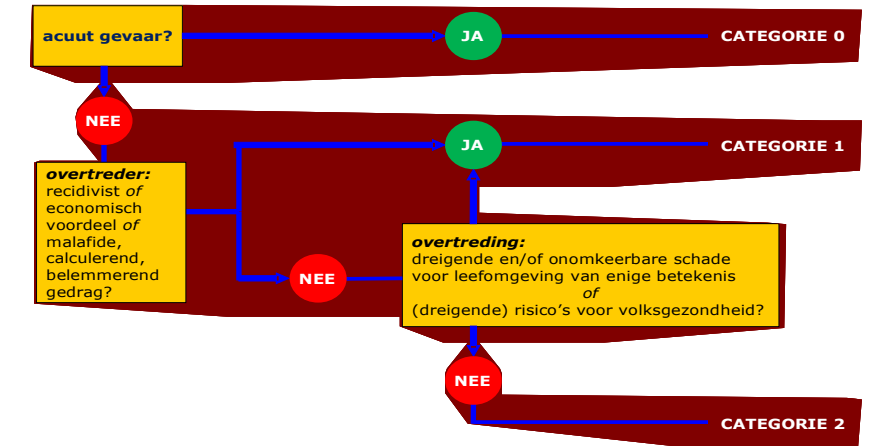 acuut gevaar?
JA
CATEGORIE 0
NEE
JA
CATEGORIE 1
overtreder:
recidivist of
economisch
voordeel of
malafide,
calculerend,
belemmerend
gedrag?
NEE
overtreding:
dreigende en/of onomkeerbare schade
voor leefomgeving van enige betekenis
of
(dreigende) risico's voor volksgezondheid?
NEE
CATEGORIE 2